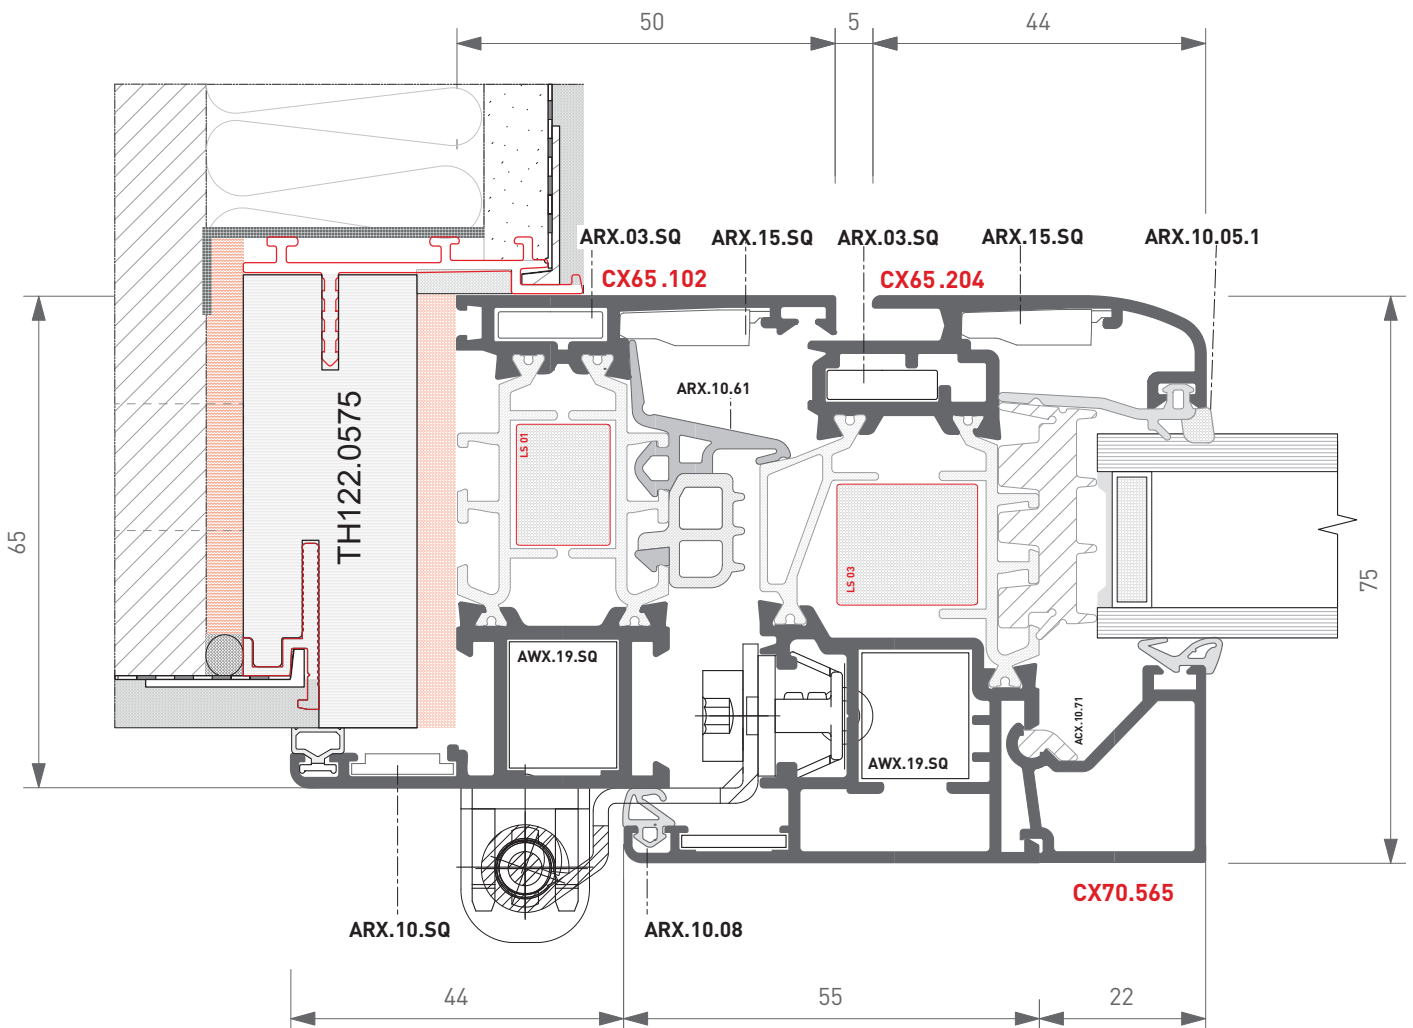 50
5
44
ARX.03.SQ
ARX.15.SQ
ARX.03.SQ
ARX.15.SQ
ARX.10.05.1
CX65.102
CX65.204
ARX.10.61
TH122.0575
LS 01
LS 03
65
75
AWX.19.SQ
AWX.19.SQ
ACX.10.71
CX70.565
ARX.10.SQ
ARX.10.08
44
55
22